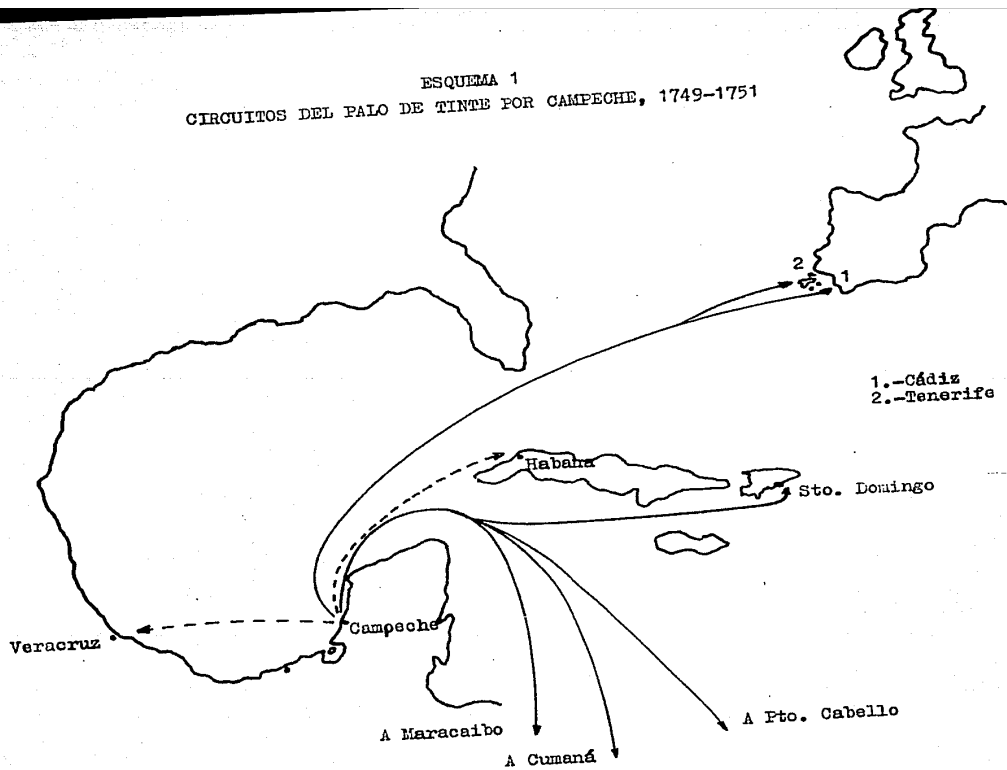 ESQUEMA 1
CIRCUITOS DEL PALO DE TINTE POR CAMPECHE, 1749-1751
2
1
1.-Cádiz
2.-Tenerife
Habana
Sto. Domingo
Campeche
Veracruz
A Maracaibo
A Pto. Cabello
A Cumaná